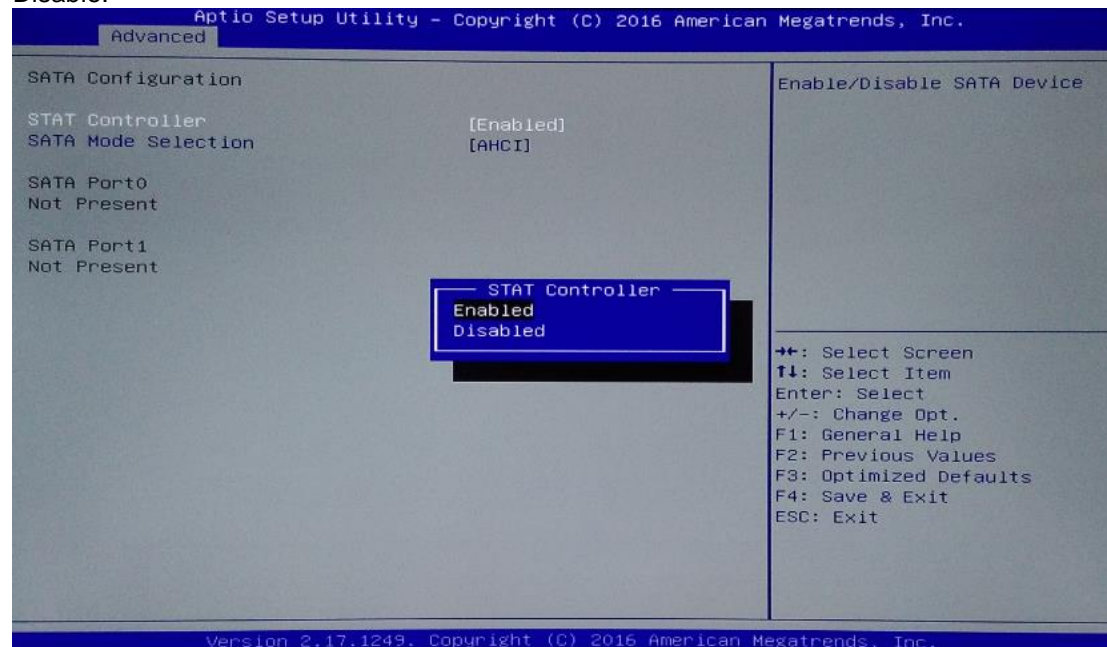 Disable.
Aptio Setup Utility – Copyright (C) 2016 American Megatrends, Inc.
Advanced
SATA Configuration
STAT Controller [Enabled]
SATA Mode Selection [AHCI]
SATA Port0
Not Present
SATA Port1
Not Present
STAT Controller
Enabled
Disabled
Enable/Disable SATA Device
→←: Select Screen
↑↓: Select Item
Enter: Select
+/-: Change Opt.
F1: General Help
F2: Previous Values
F3: Optimized Defaults
F4: Save & Exit
ESC: Exit
Version 2.17.1249. Copyright (C) 2016 American Megatrends, Inc.